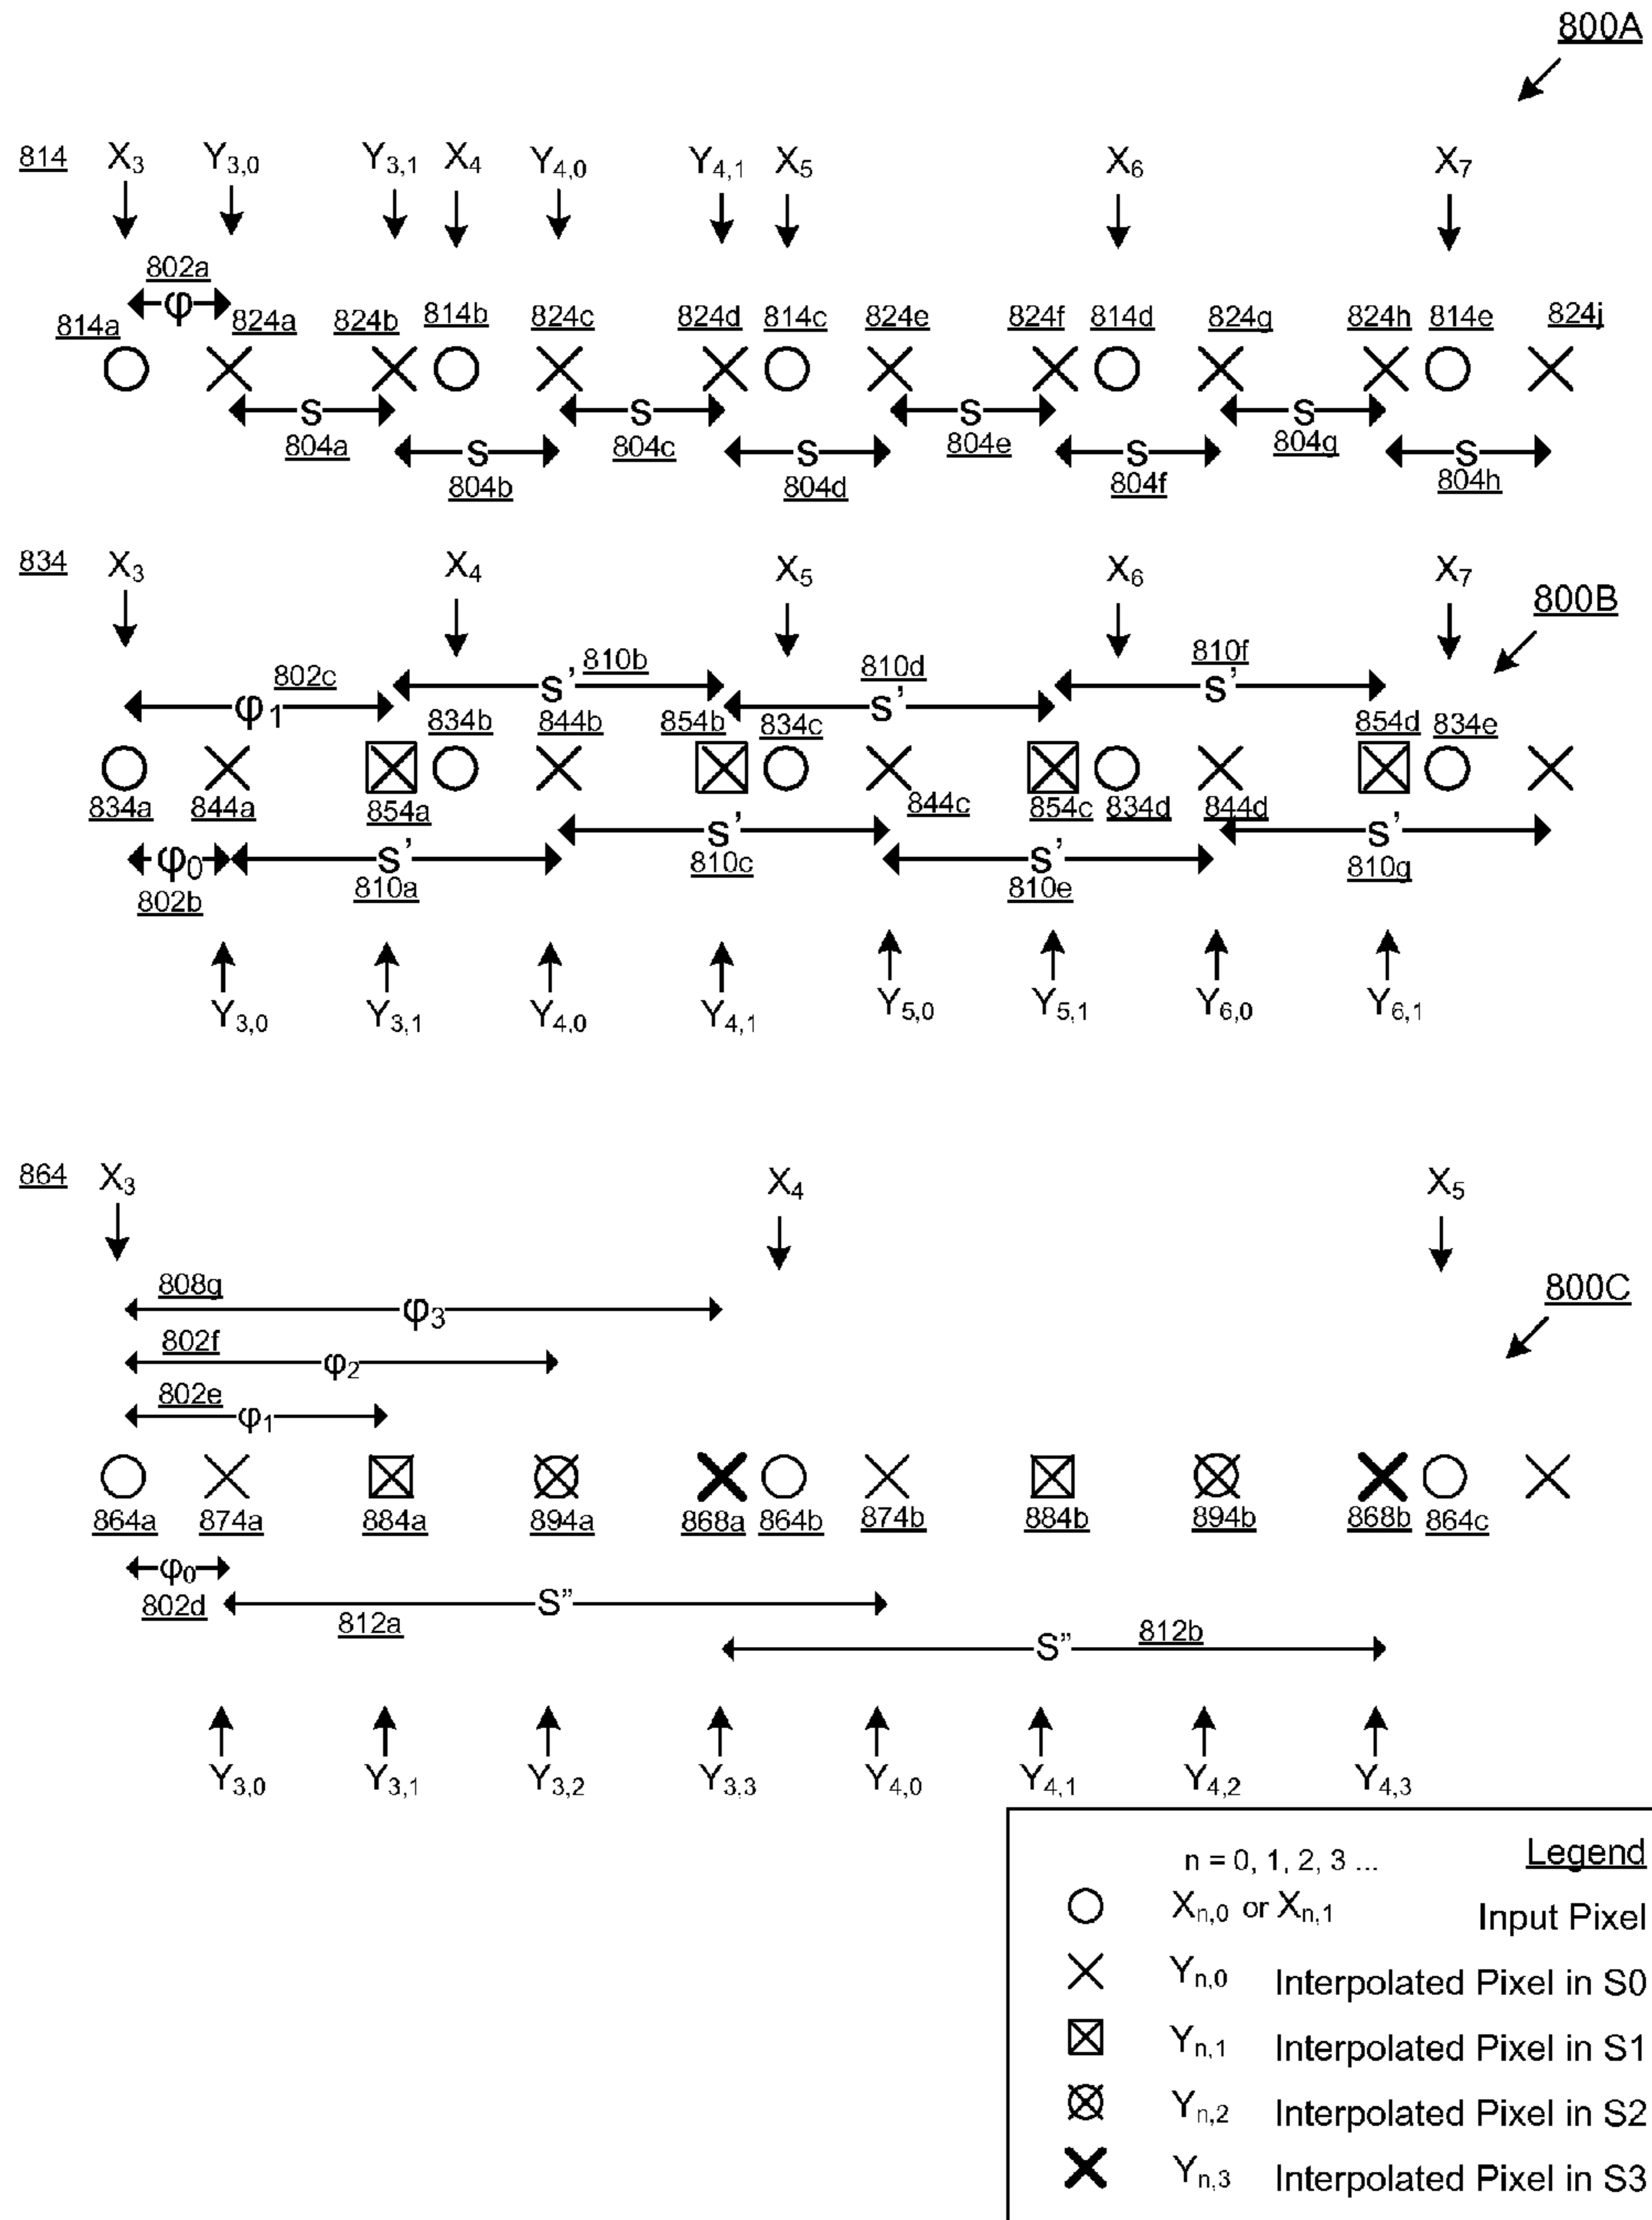 800A
814 X3 Y3,0 Y3,1 X4 Y4,0 Y4,1 X5 X6 X7
802a
φ
814a 824a 824b 814b 824c 824d 814c 824e 824f 814d 824g 824h 814e 824j
S S S S
804a 804c 804e 804g
S S S S
804b 804d 804f 804h
834 X3 X4 X5 X6 X7
800B
802c 810b 810d 810f
S' S'
φ1 S'
834b 844b 854b 834c 854d 834e
834a 844a 854a 844c 854c 834d 844d
S' S'
φ0 S' 810c S' 810g
802b 810a 810e
Y3,0 Y3,1 Y4,0 Y4,1 Y5,0 Y5,1 Y6,0 Y6,1
864 X3 X4 X5
808g
φ3
800C
802f
φ2
802e
φ1
864a 874a 884a 894a 868a 864b 874b 884b 894b 868b 864c
φ0
802d S"
812a
S" 812b
Y3,0 Y3,1 Y3,2 Y3,3 Y4,0 Y4,1 Y4,2 Y4,3
n = 0, 1, 2, 3 ... Legend
Xn,0 or Xn,1 Input Pixel
Yn,0 Interpolated Pixel in S0
Yn,1 Interpolated Pixel in S1
Yn,2 Interpolated Pixel in S2
Yn,3 Interpolated Pixel in S3